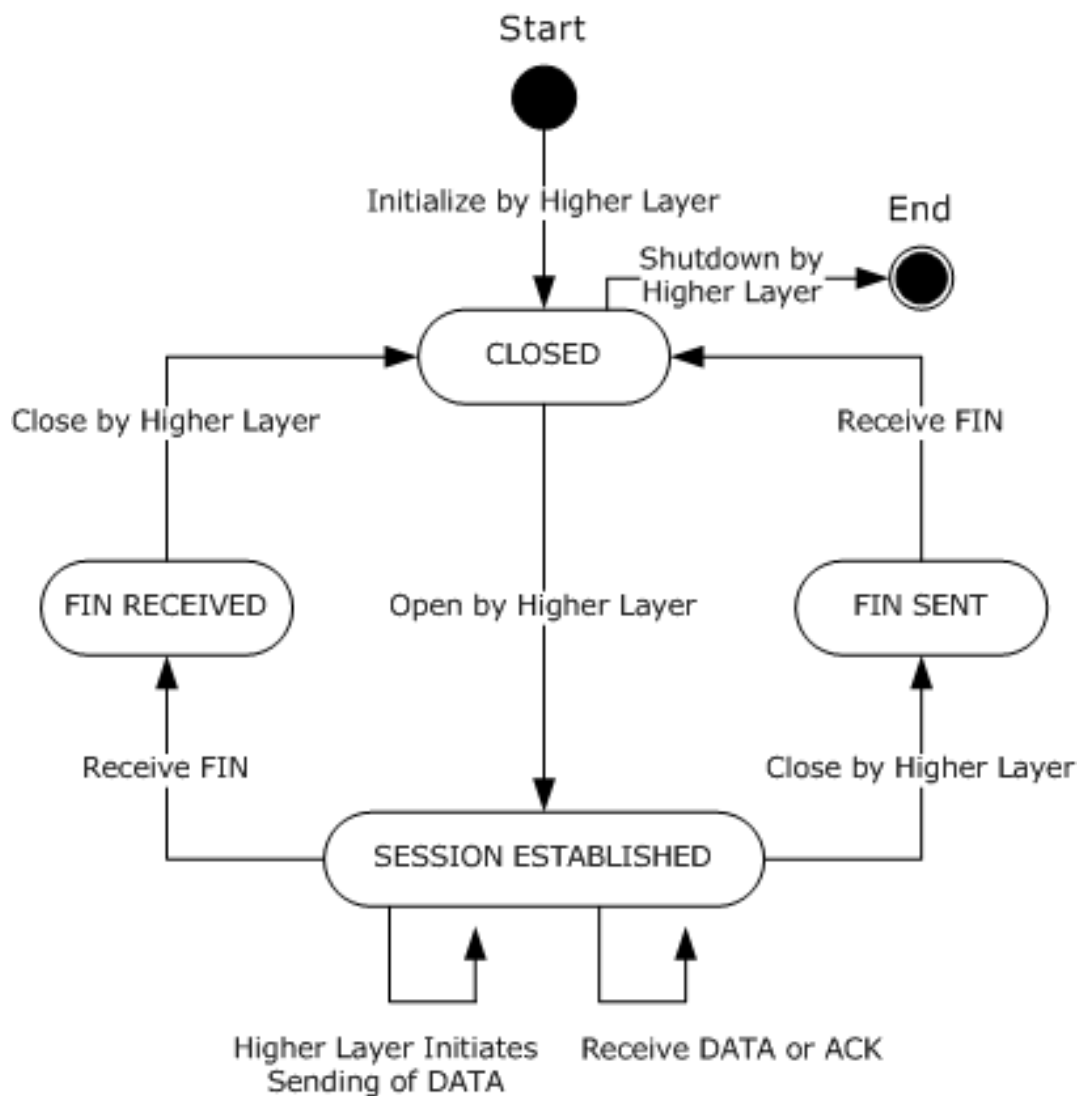 Start
Initialize by Higher Layer
End
Shutdown by
Higher Layer
CLOSED
Close by Higher Layer
Receive FIN
FIN RECEIVED
Open by Higher Layer
FIN SENT
Receive FIN
Close by Higher Layer
SESSION ESTABLISHED
Higher Layer Initiates
Sending of DATA
Receive DATA or ACK